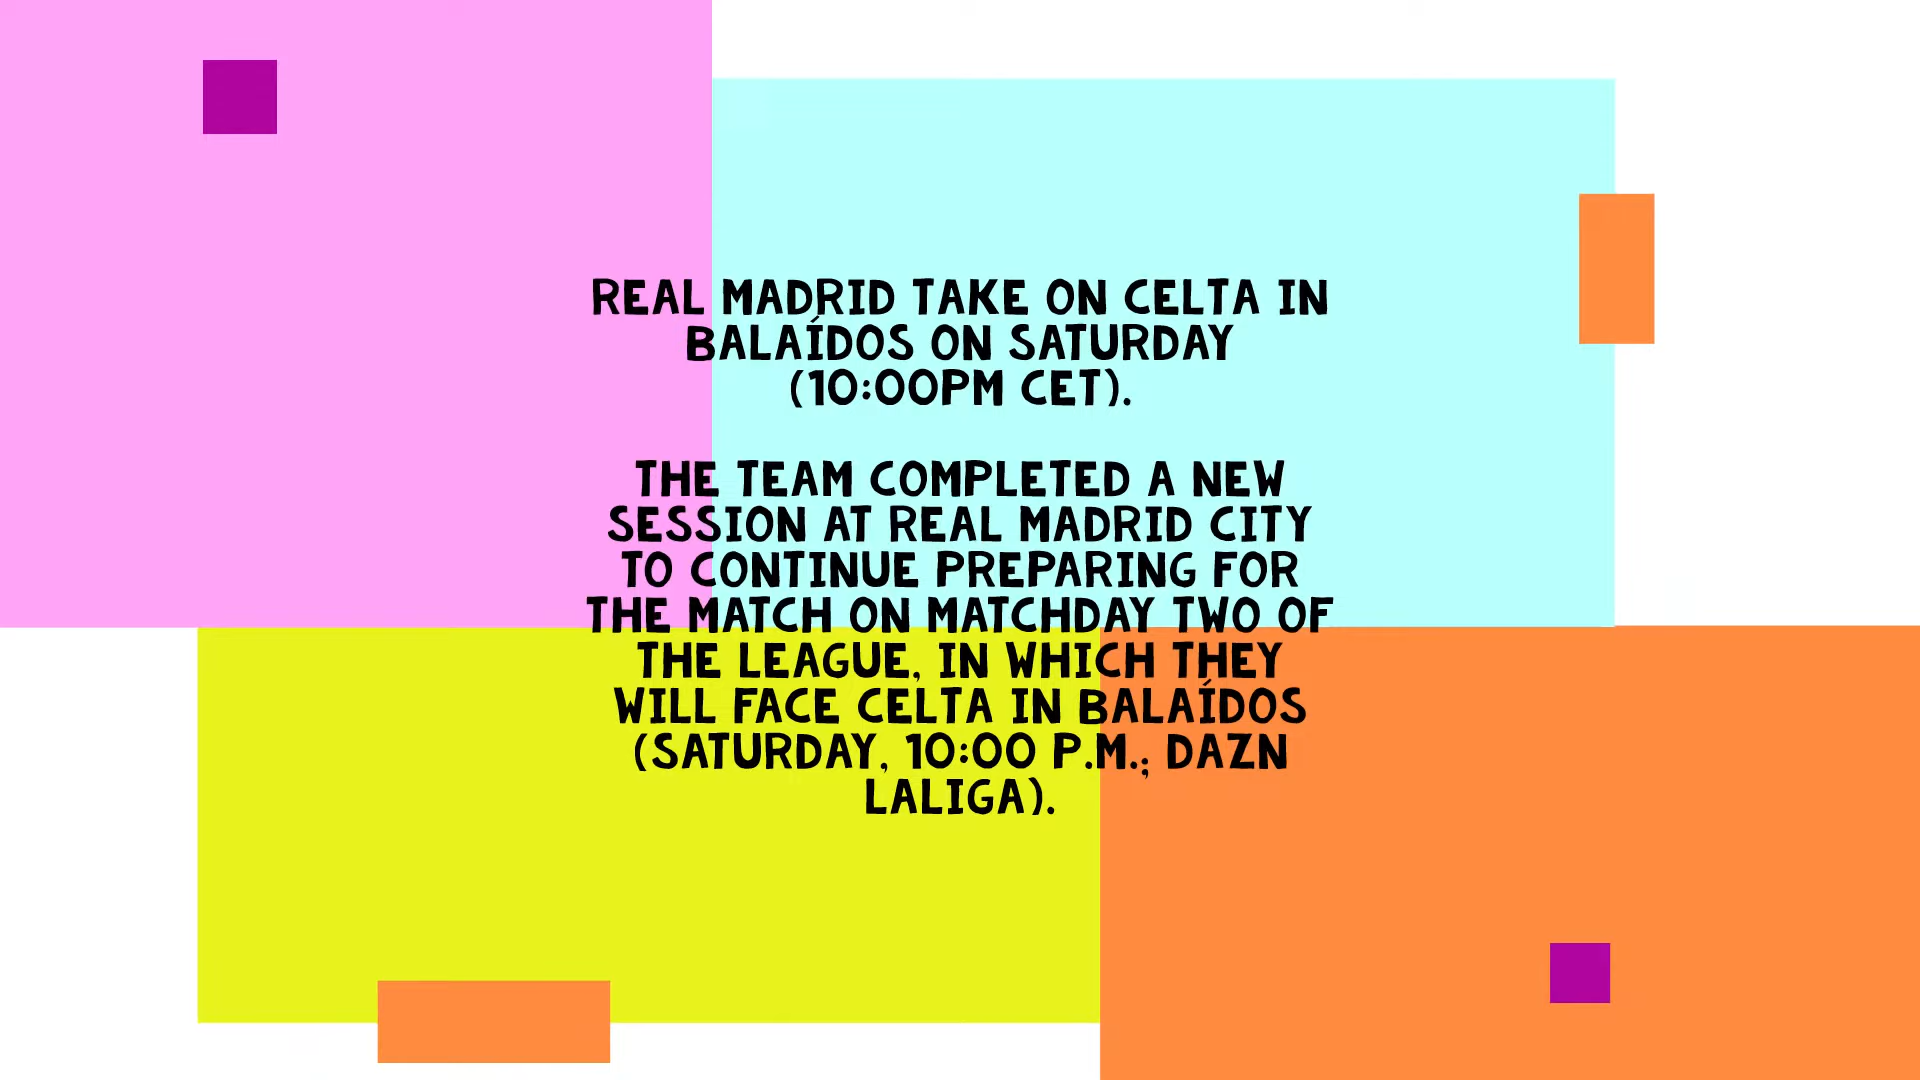 REAL MADRID TAKE ON CELTA IN
BALAÍDOS ON SATURDAY
(10:00PM CET).
THE TEAM COMPLETED A NEW
SESSION AT REAL MADRID CITY
TO CONTINUE PREPARING FOR
THE MATCH ON MATCHDAY TWO OF
THE LEAGUE, IN WHICH THEY
WILL FACE CELTA IN BALAÍDOS
(SATURDAY, 10:00 P.M.; DAZN
LALIGA).